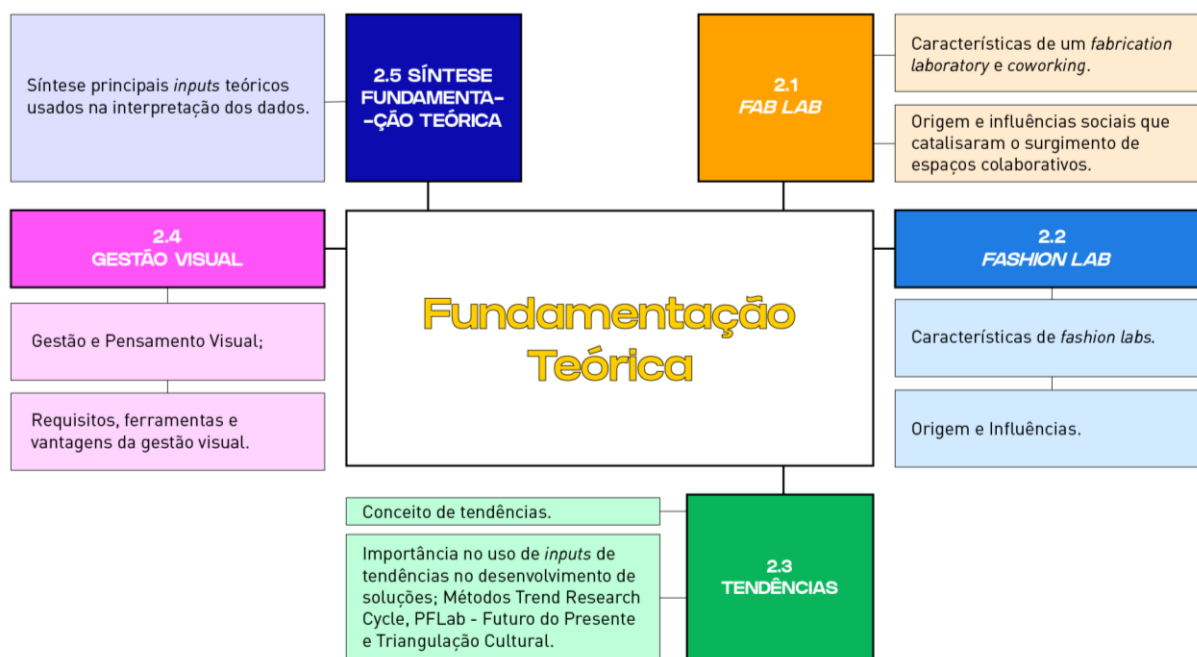 Síntese principais inputs teóricos
usados na interpretação dos dados.
2.5 SÍNTESE
FUNDAMENTA-
-ÇÃO TEÓRICA
2.1
FAB LAB
Características de um fabrication
laboratory e coworking.
Origem e influências sociais que
catalisaram o surgimento de
espaços colaborativos.
2.4
GESTÃO VISUAL
Gestão e Pensamento Visual;
Requisitos, ferramentas e
vantagens da gestão visual.
Fundamentação
Teórica
2.2
FASHION LAB
Características de fashion labs.
Origem e Influências.
Conceito de tendências.
Importância no uso de inputs de
tendências no desenvolvimento de
soluções; Métodos Trend Research
Cycle, PFLab - Futuro do Presente
e Triangulação Cultural.
2.3
TENDÊNCIAS